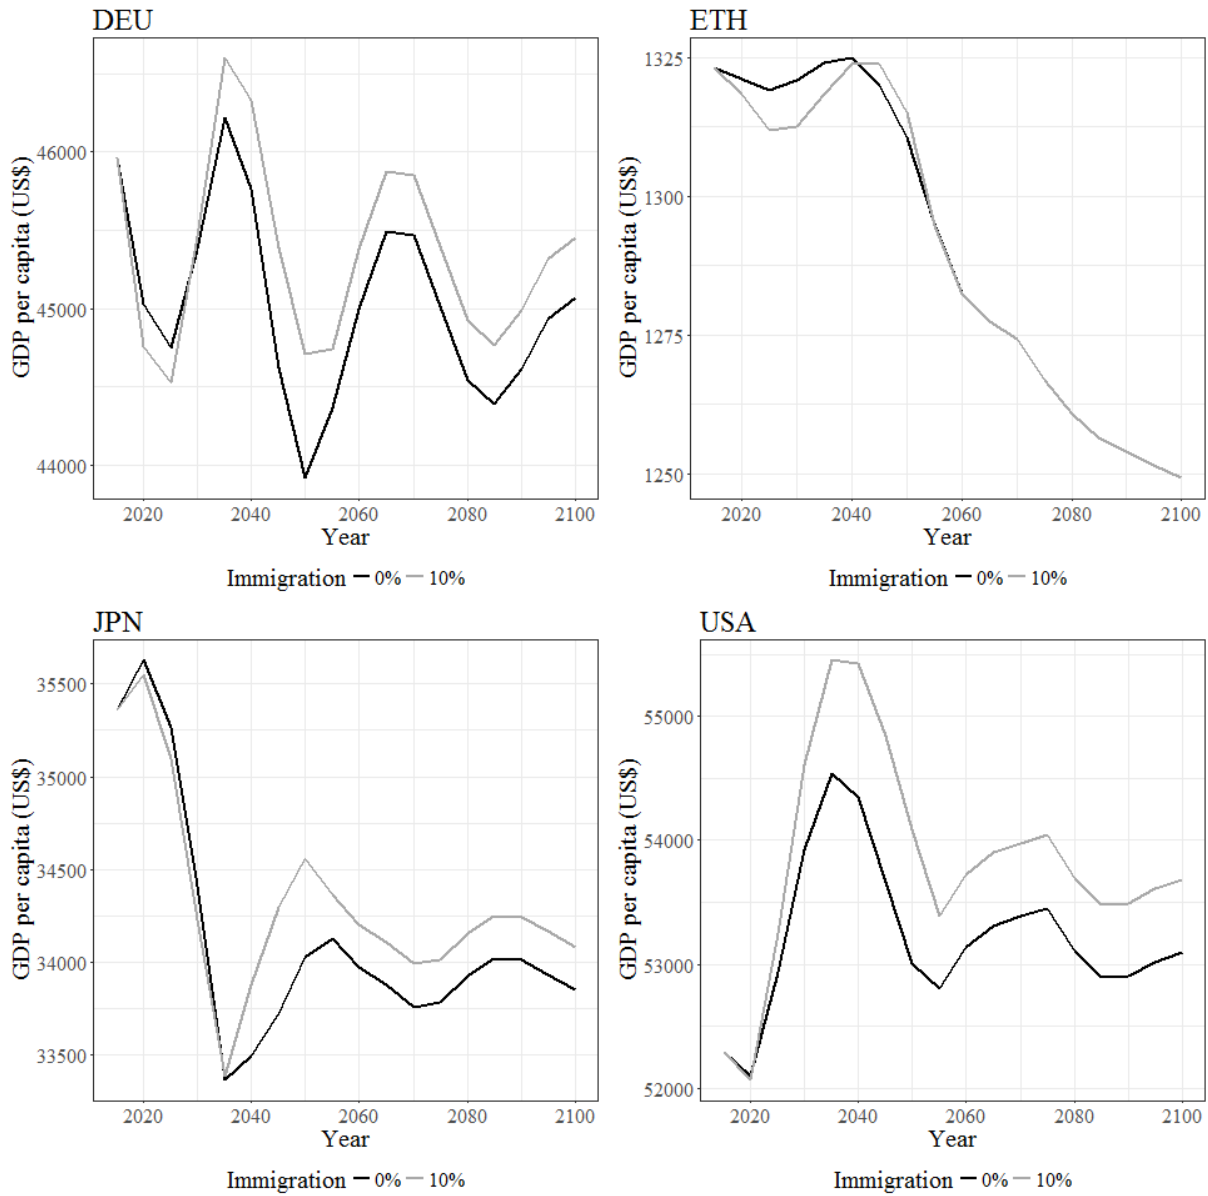 DEU
GDP per capita (US$)
46000
45000
44000
2020 2040 2060 2080 2100
Year
Immigration 0% 10%
ETH
GDP per capita (US$)
1325
1300
1275
1250
2020 2040 2060 2080 2100
Year
Immigration 0% 10%
JPN
GDP per capita (US$)
35500
35000
34500
34000
33500
2020 2040 2060 2080 2100
Year
Immigration 0% 10%
USA
GDP per capita (US$)
55000
54000
53000
52000
2020 2040 2060 2080 2100
Year
Immigration 0% 10%